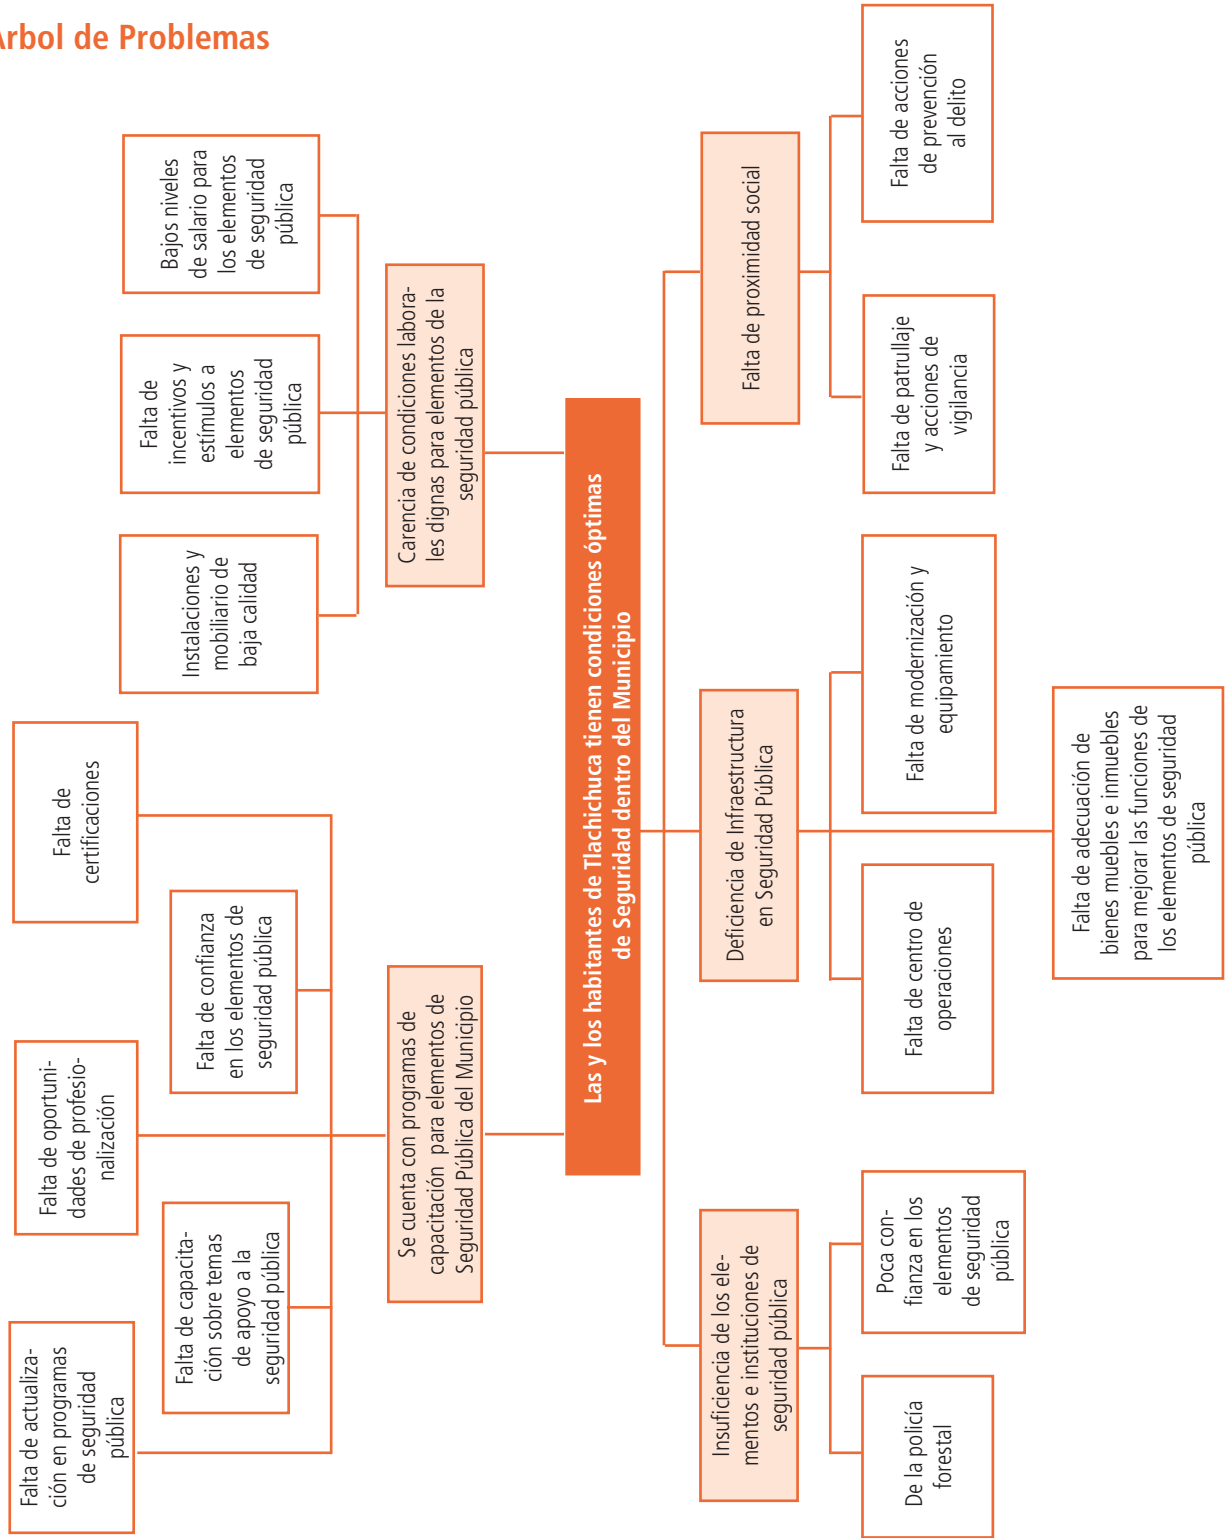 Arbol de Problemas
Falta de actualiza-
ción en programas
de seguridad
pública
Falta de capacita-
ción sobre temas
de apoyo a la
seguridad pública
Falta de oportuni-
dades de profesio-
nalización
Falta de confianza
en los elementos de
seguridad pública
Falta de
certificaciones
Instalaciones y
mobiliario de
baja calidad
Falta de
incentivos y
estímulos a
elementos
de seguridad
pública
Bajos niveles
de salario para
los elementos
de seguridad
pública
Se cuenta con programas de
capacitación para elementos de
Seguridad Pública del Municipio
Carencia de condiciones labora-
les dignas para elementos de la
seguridad pública
Las y los habitantes de Tlachichuca tienen condiciones óptimas
de Seguridad dentro del Municipio
Insuficiencia de los ele-
mentos e instituciones de
seguridad pública
Deficiencia de Infraestructura
en Seguridad Pública
Falta de proximidad social
De la policía
forestal
Poca con-
fianza en los
elementos
de seguridad
pública
Falta de centro de
operaciones
Falta de modernización y
equipamiento
Falta de patrullaje
y acciones de
vigilancia
Falta de acciones
de prevención
al delito
Falta de adecuación de
bienes muebles e inmuebles
para mejorar las funciones de
los elementos de seguridad
pública